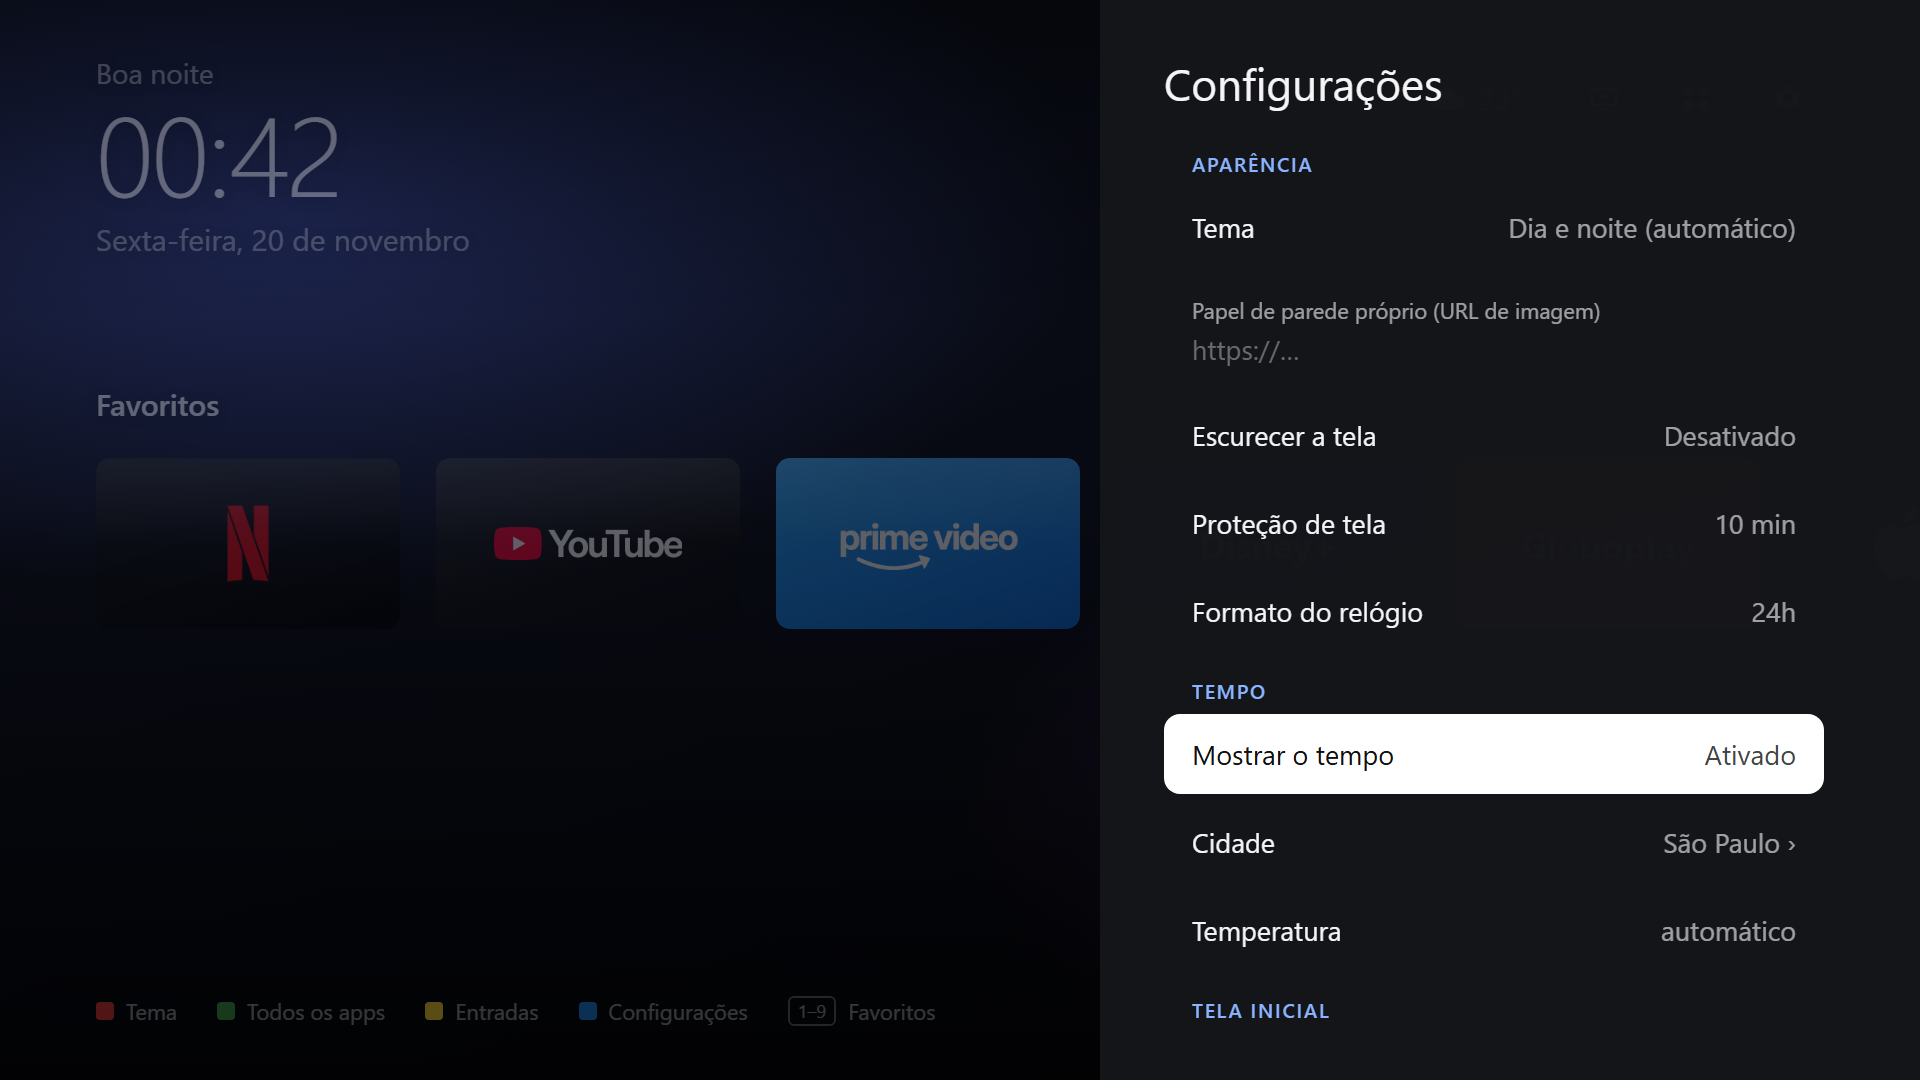 Boa noite
00:42
Sexta-feira, 20 de novembro
Favoritos
N
YouTube
prime video
Tema
Todos os apps
Entradas
Configurações
1–9
Favoritos
Configurações
APARÊNCIA
Tema
Dia e noite (automático)
Papel de parede próprio (URL de imagem)
https://...
Escurecer a tela
Desativado
Proteção de tela
10 min
Formato do relógio
24h
TEMPO
Mostrar o tempo
Ativado
Cidade
São Paulo ›
Temperatura
automático
TELA INICIAL